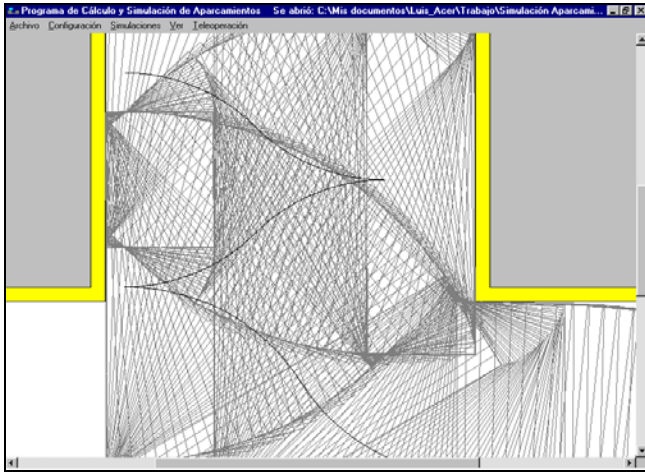 Programa de Cálculo y Simulación de Aparcamientos Se abrió: C:\Mis documentos\Luis_Acer\Trabajo\Simulación Aparcami...
Archivo Configuración Simulaciones Ver Teleoperación